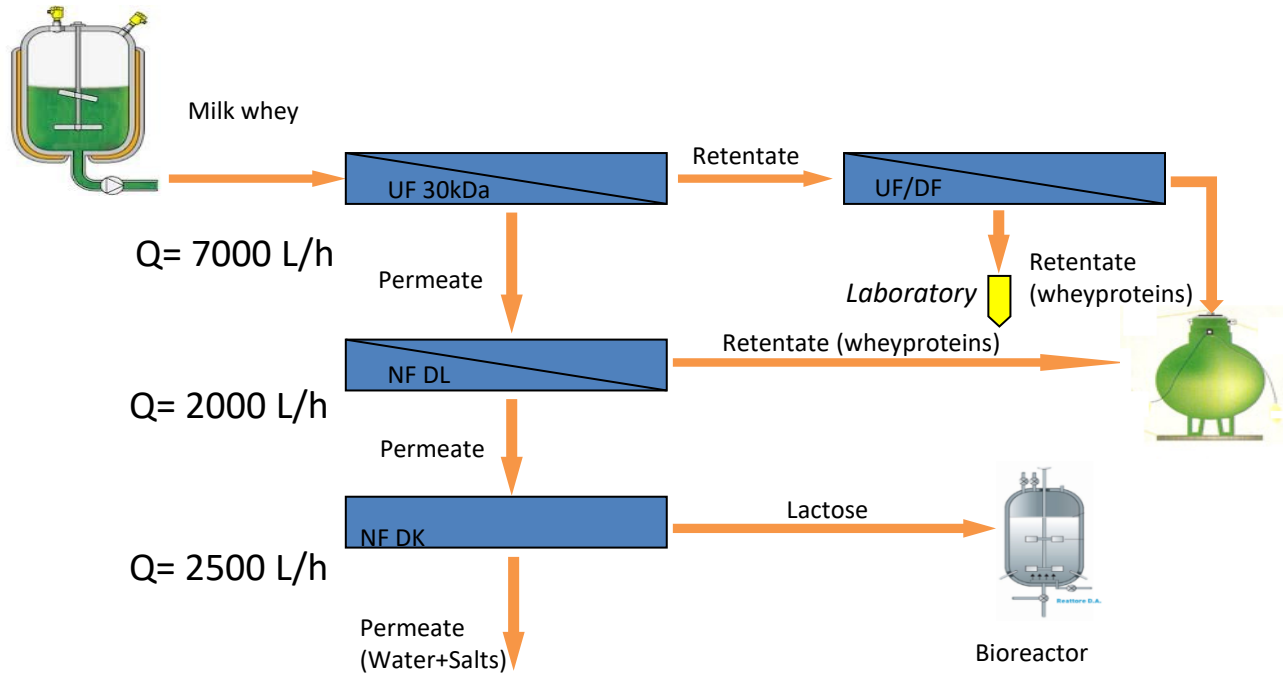 Milk whey
Retentate
UF 30kDa
UF/DF
Q= 7000 L/h
Permeate
Laboratory
Retentate
(wheyproteins)
Retentate (wheyproteins)
NF DL
Q= 2000 L/h
Permeate
Lactose
NF DK
Q= 2500 L/h
Reattore D.A.
Permeate
(Water+Salts)
Bioreactor